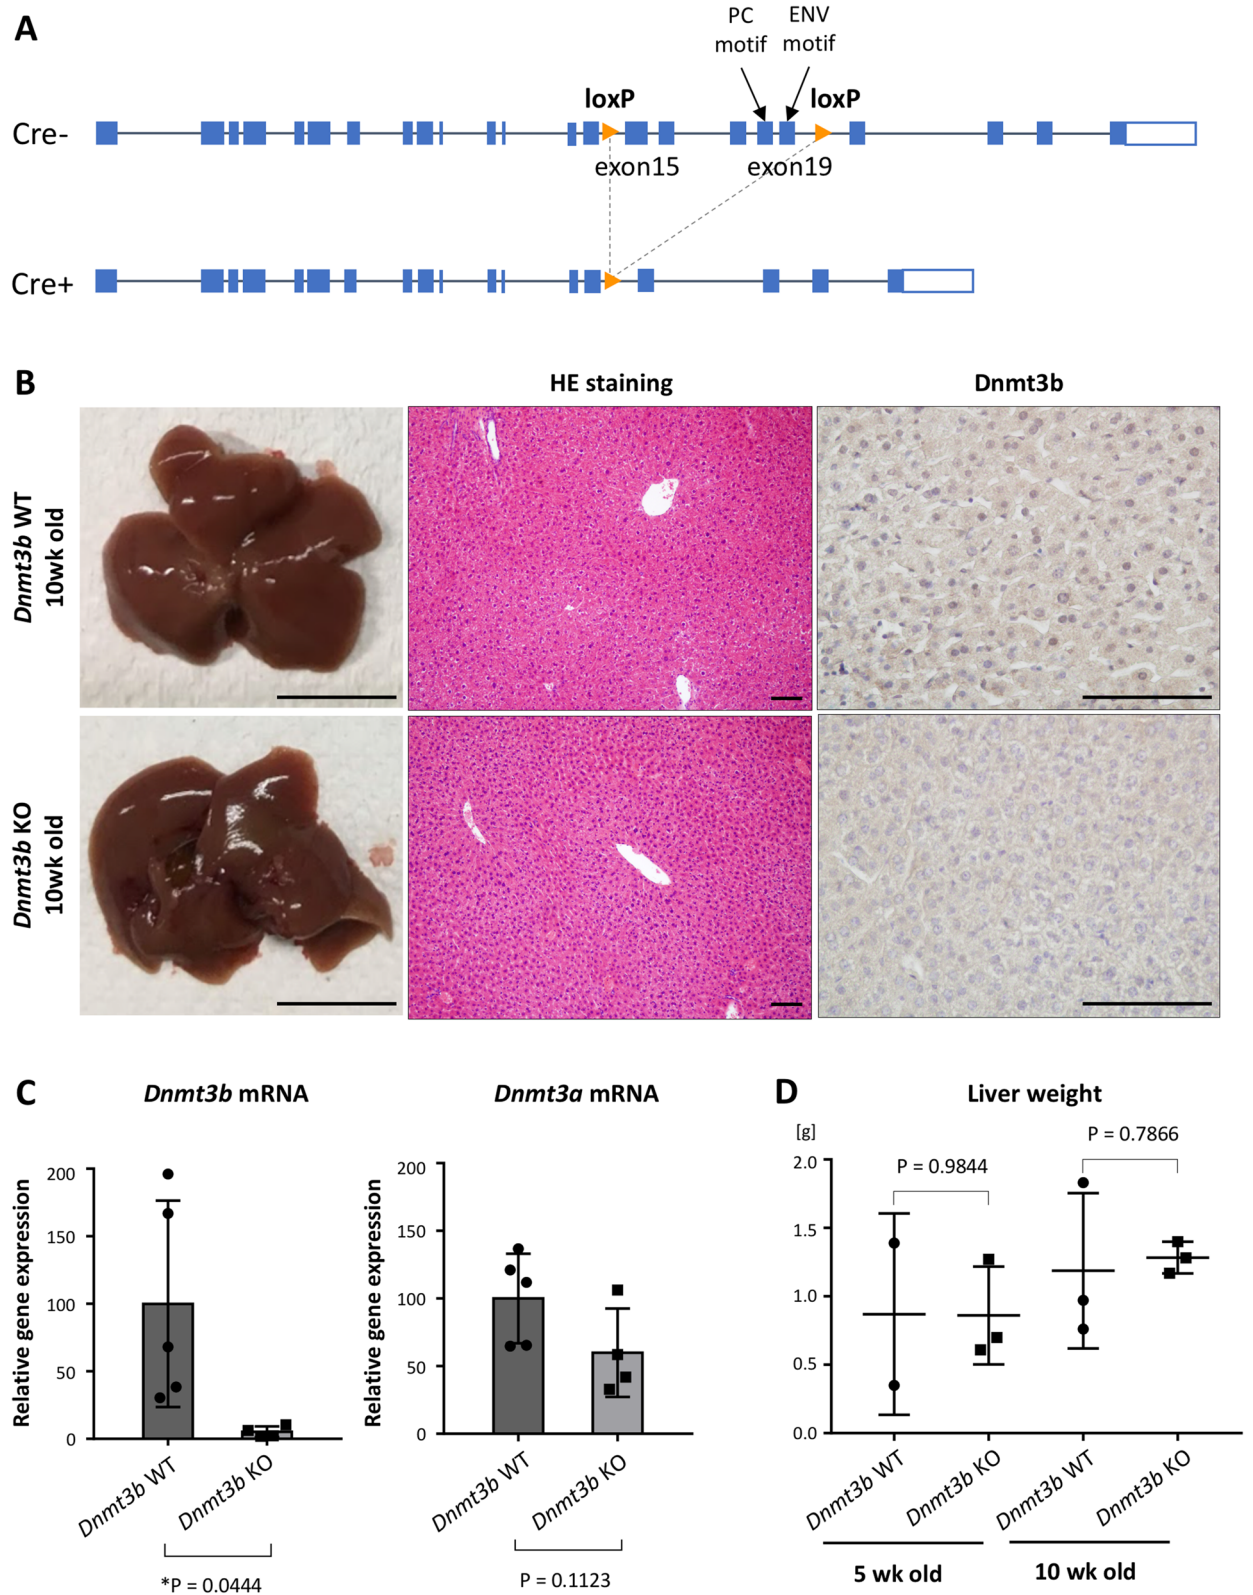 A
PC
motif
ENV
motif
loxP
loxP
Cre-
exon15
exon19
Cre+
B
HE staining
Dnmt3b
Dnmt3b WT
10wk old
Dnmt3b KO
10wk old
C
Dnmt3b mRNA
Relative gene expression
200
150
100
50
0
Dnmt3b WT
Dnmt3b KO
*P = 0.0444
Dnmt3a mRNA
Relative gene expression
200
150
100
50
0
Dnmt3b WT
Dnmt3b KO
P = 0.1123
D
Liver weight
[g]
P = 0.9844
P = 0.7866
2.0
1.5
1.0
0.5
0.0
Dnmt3b WT
Dnmt3b KO
Dnmt3b WT
Dnmt3b KO
5 wk old
10 wk old